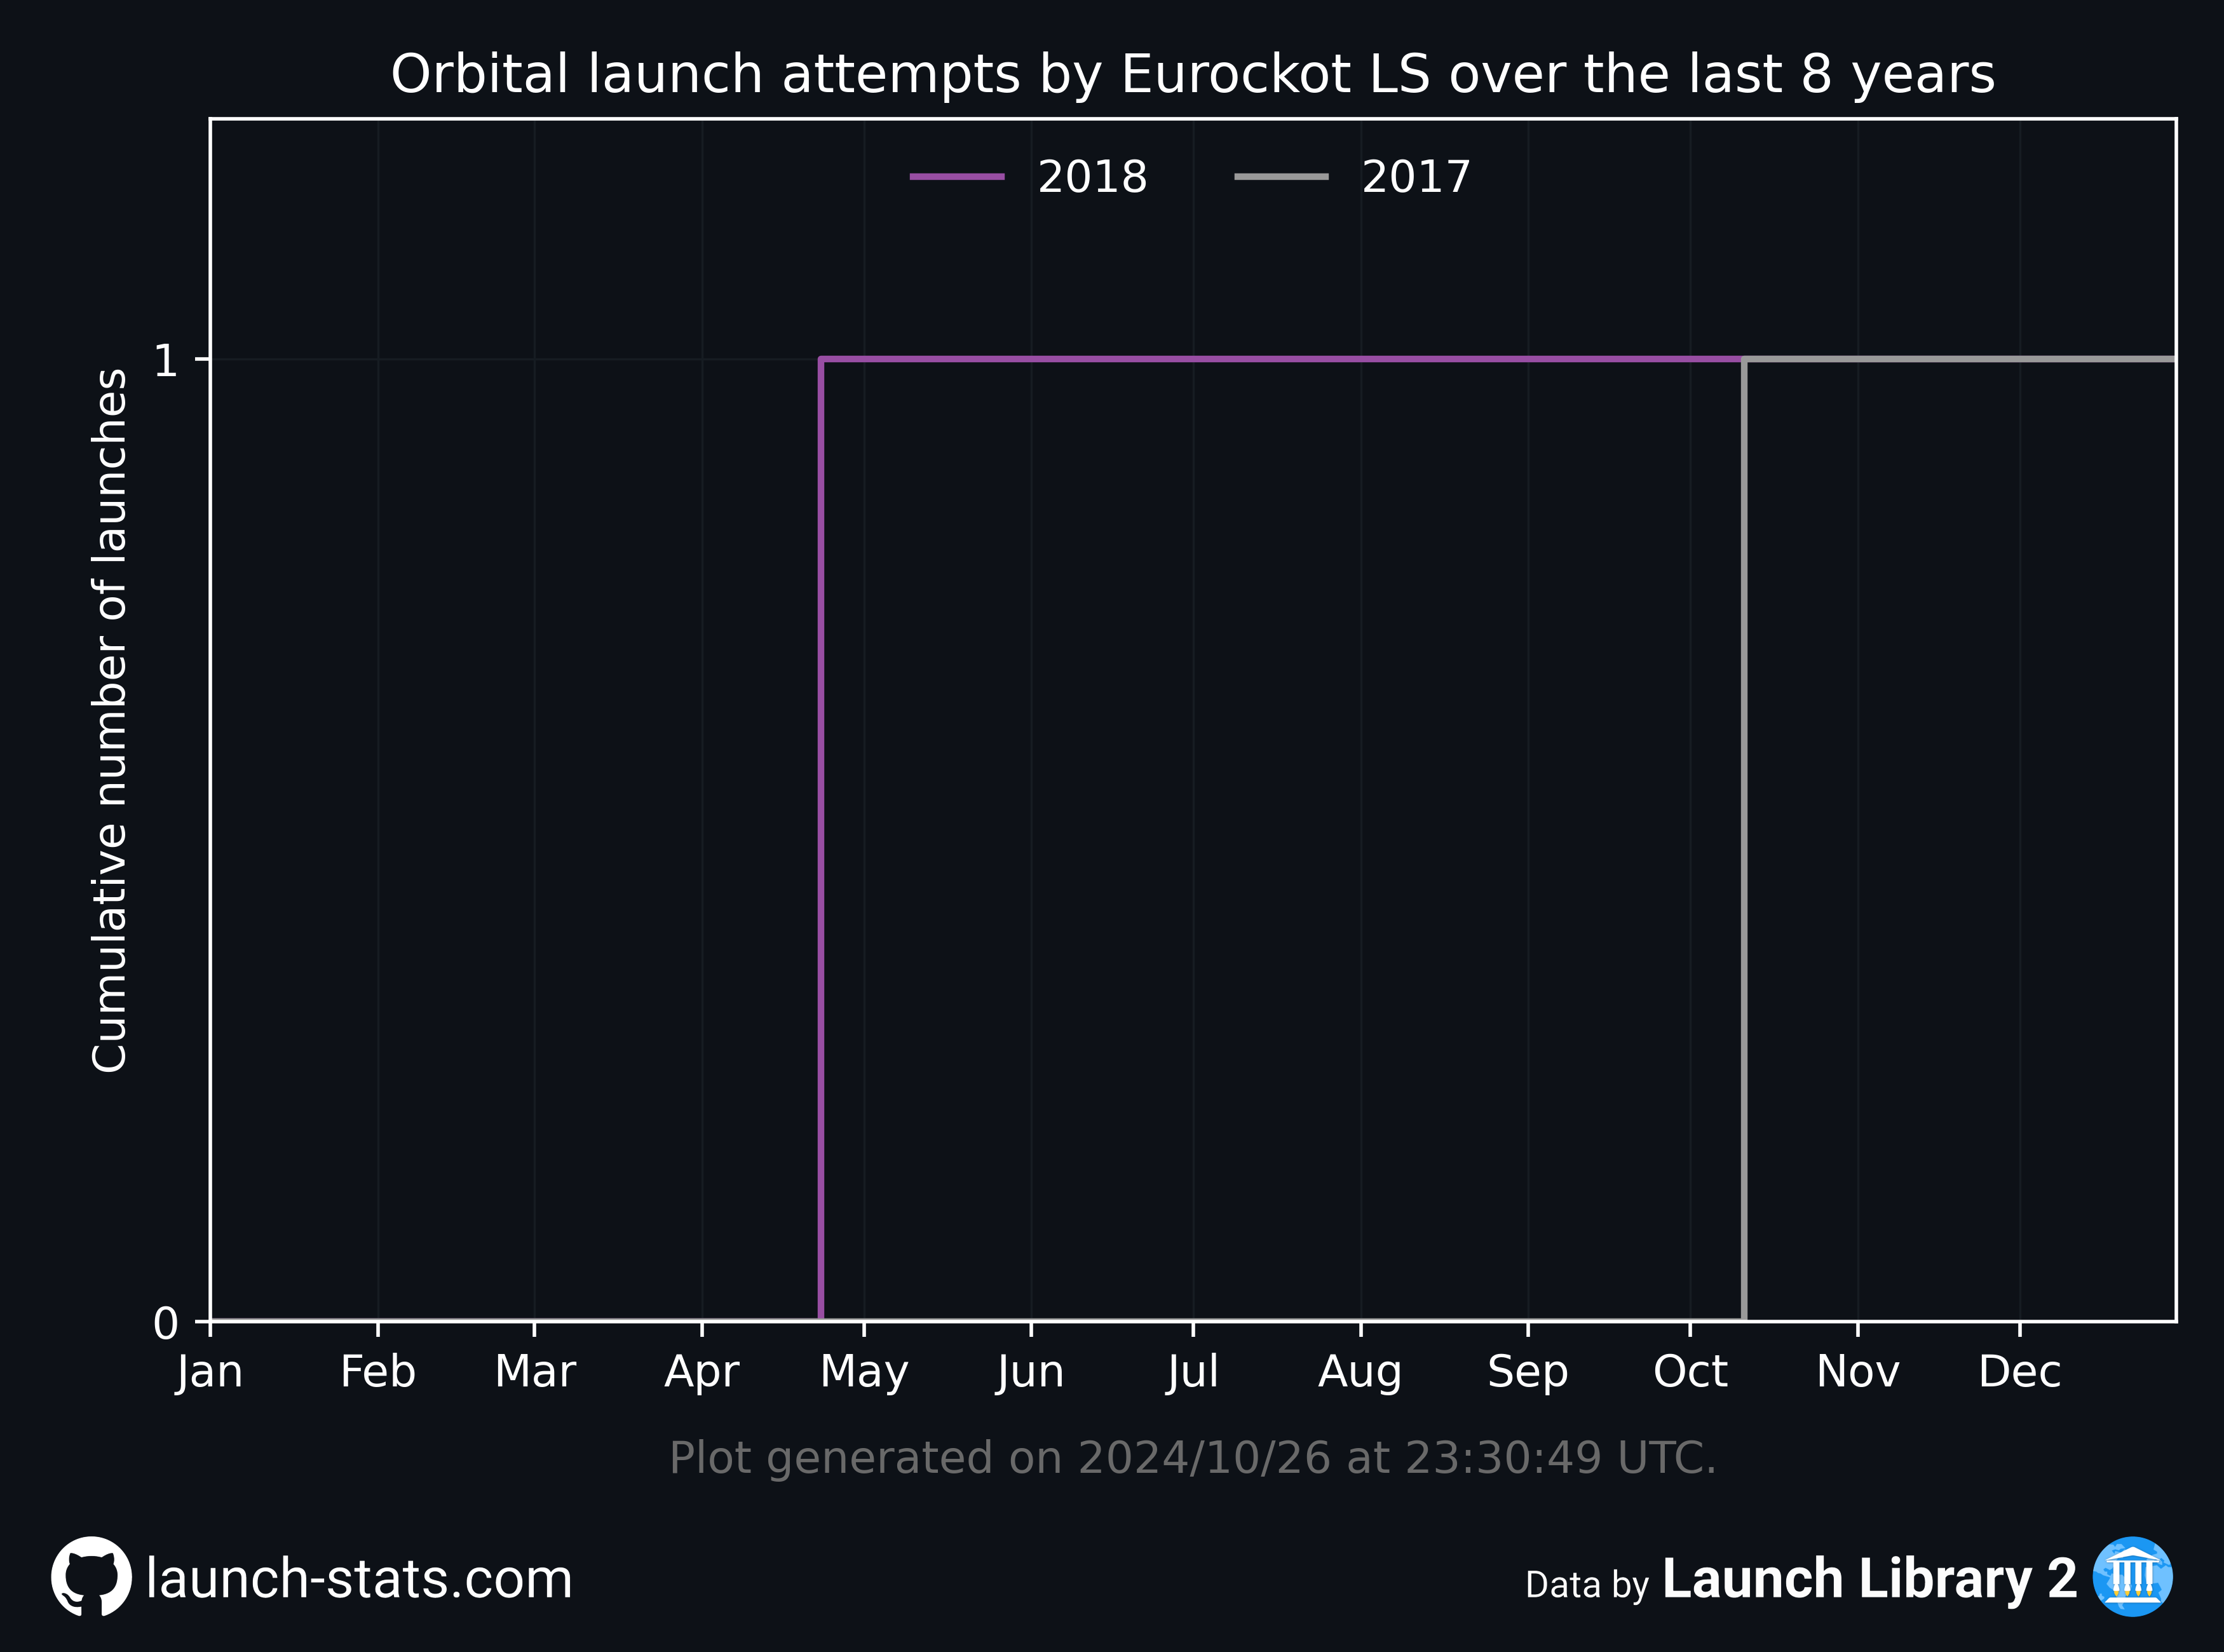 Orbital launch attempts by Eurockot LS over the last 8 years
2018 2017
Cumulative number of launches
1
0
Jan Feb Mar Apr May Jun Jul Aug Sep Oct Nov Dec
Plot generated on 2024/10/26 at 23:30:49 UTC.
launch-stats.com
Data by Launch Library 2